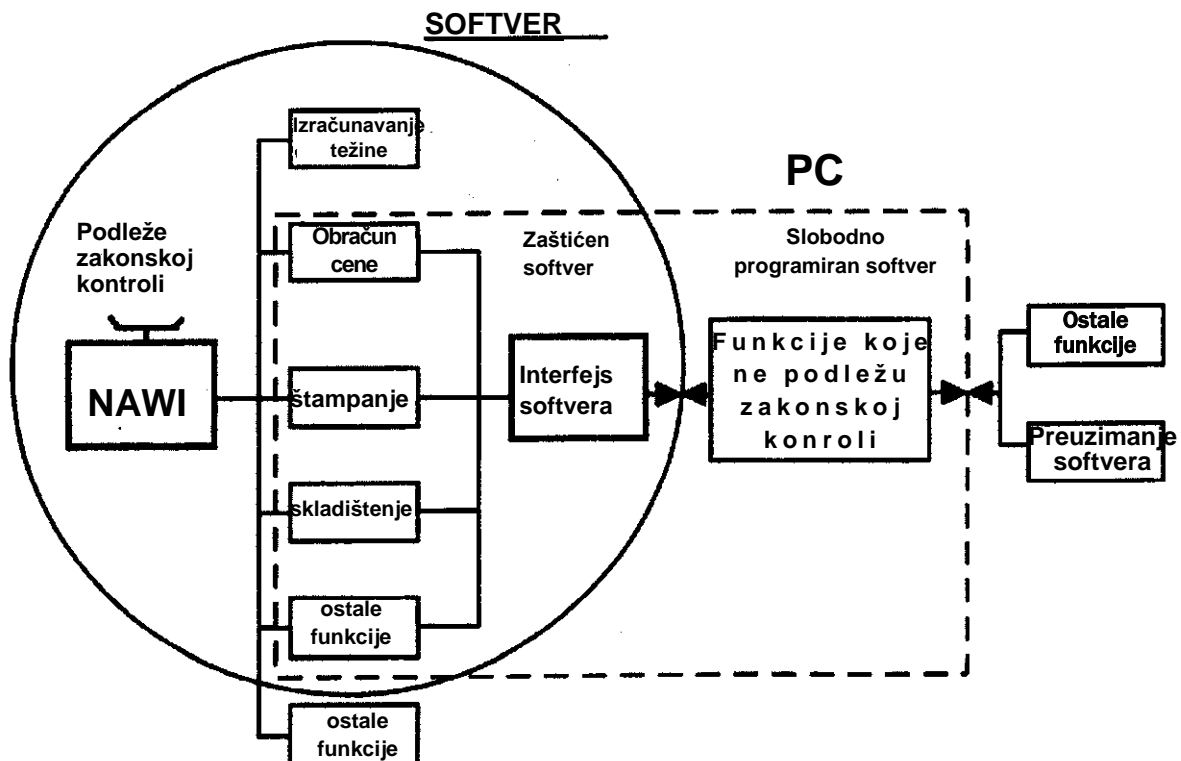 SOFTVER
Izračunavanje
težine
PC
Podleže
zakonskoj
kontroli
Obračun
cene
Zaštićen
softver
Slobodno
programiran softver
NAWI
štampanje
Interfejs
softvera
Funkcije koje
ne podležu
zakonskoj
konroli
Ostale
funkcije
Preuzimanje
softvera
skladištenje
ostale
funkcije
ostale
funkcije